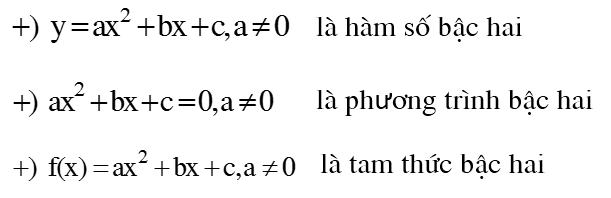 +) y=ax²+bx+c,a≠0 là hàm số bậc hai
+) ax²+bx+c=0,a≠0 là phương trình bậc hai
+) f(x)=ax²+bx+c,a≠0 là tam thức bậc hai